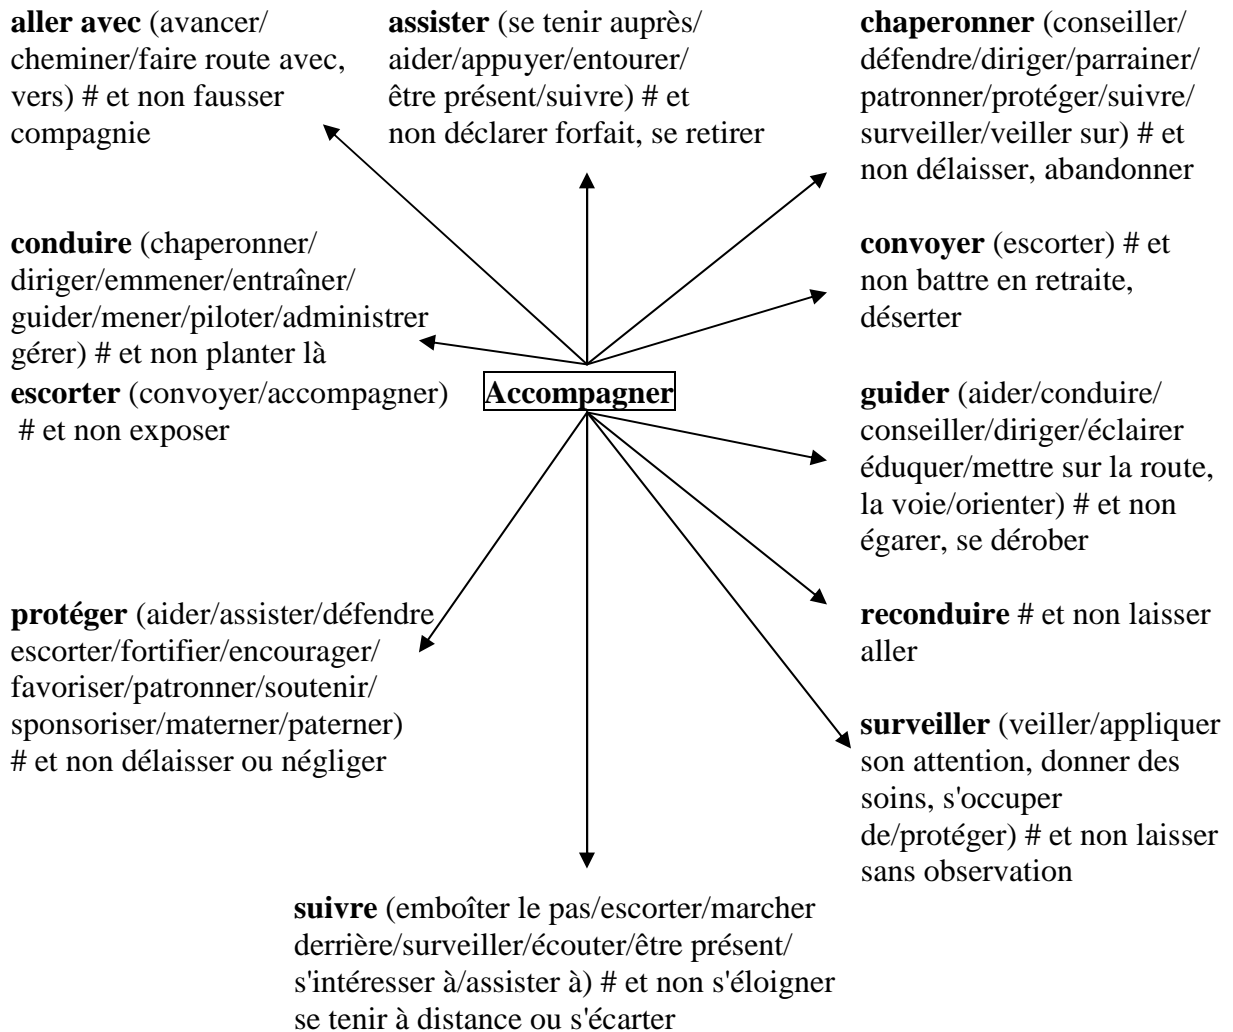 aller avec (avancer/
cheminer/faire route avec,
vers) # et non fausser
compagnie
assister (se tenir auprès/
aider/appuyer/entourer/
être présent/suivre) # et
non déclarer forfait, se retirer
chaperonner (conseiller/
défendre/diriger/parrainer/
patronner/protéger/suivre/
surveiller/veiller sur) # et
non délaisser, abandonner
conduire (chaperonner/
diriger/emmener/entraîner/
guider/mener/piloter/administrer
gérer) # et non planter là
convoyer (escorter) # et
non battre en retraite,
déserter
escorter (convoyer/accompagner)
# et non exposer
Accompagner
guider (aider/conduire/
conseiller/diriger/éclairer
éduquer/mettre sur la route,
la voie/orienter) # et non
égarer, se dérober
protéger (aider/assister/défendre
escorter/fortifier/encourager/
favoriser/patronner/soutenir/
sponsoriser/materner/paterner)
# et non délaisser ou négliger
reconduire # et non laisser
aller
surveiller (veiller/appliquer
son attention, donner des
soins, s'occuper
de/protéger) # et non laisser
sans observation
suivre (emboîter le pas/escorter/marcher
derrière/surveiller/écouter/être présent/
s'intéresser à/assister à) # et non s'éloigner
se tenir à distance ou s'écarter